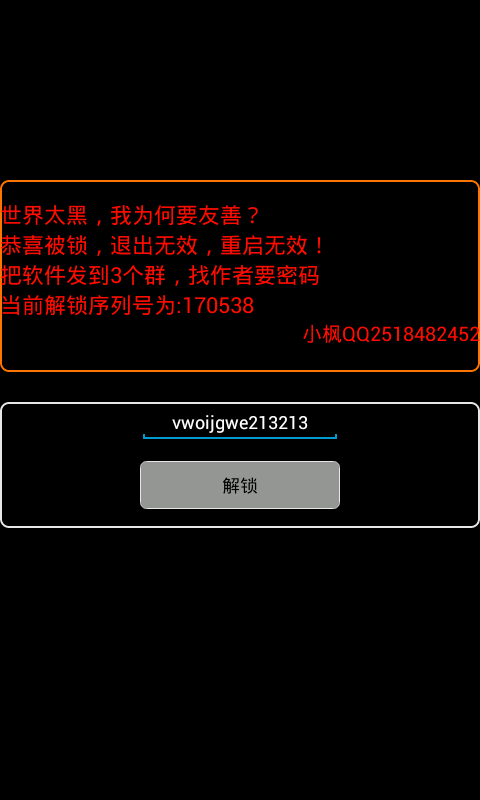 世界太黑，我为何要友善？
恭喜被锁，退出无效，重启无效！
把软件发到3个群，找作者要密码
当前解锁序列号为:170538
小枫QQ2518482452
vwoijgwe213213
解锁